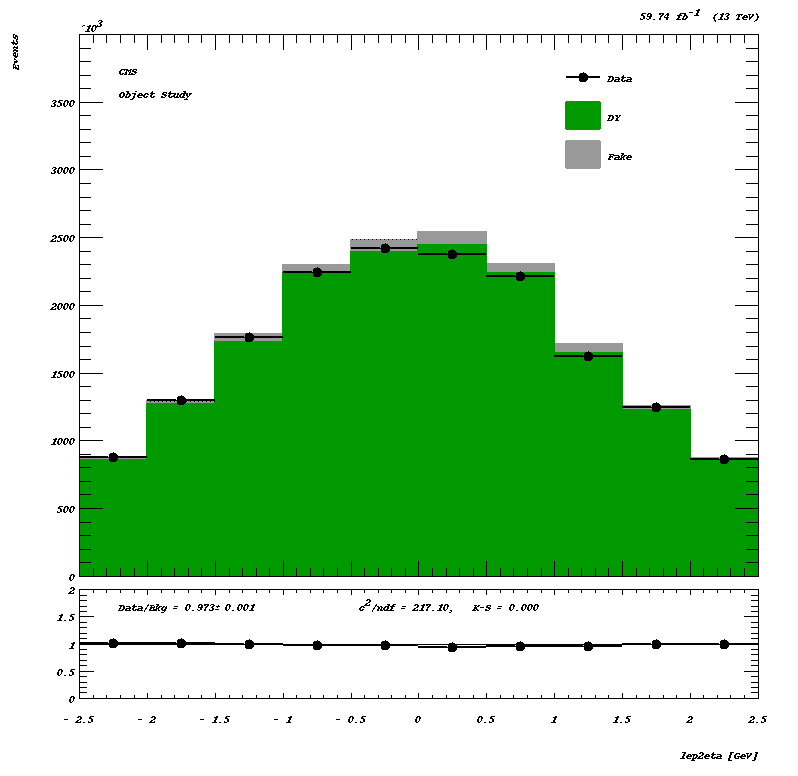 59.74 fb⁻¹ (13 TeV)
´10³
Events
CMS
Object Study
Data
DY
Fake
3500
3000
2500
2000
1500
1000
500
0
2
1.5
1
0.5
0
Data/Bkg = 0.973± 0.001
c²/ndf = 217.10, K-S = 0.000
- 2.5 - 2 - 1.5 - 1 - 0.5 0 0.5 1 1.5 2 2.5
lep2eta [GeV]